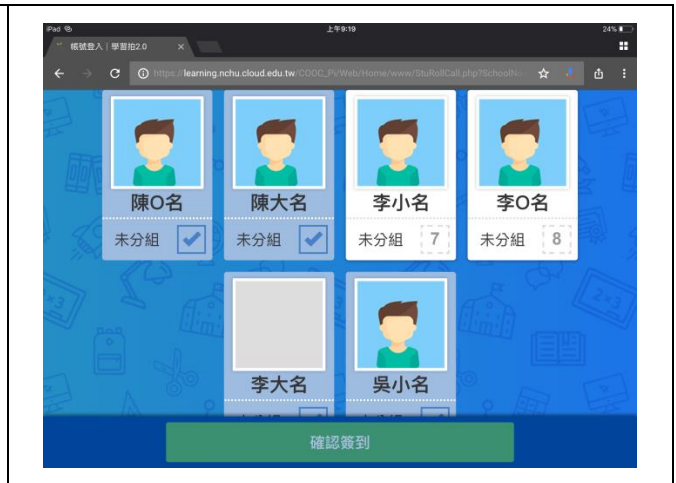 iPad 上午9:19 24%
帳號登入｜學習拍2.0 ×
https://learning.nchu.cloud.edu.tw/COOC_Pi/Web/Home/www/StuRollCall.php?SchoolN
陳O名 陳大名 李小名 李O名
未分組 未分組 未分組 7 未分組 8
李大名 吳小名
確認簽到